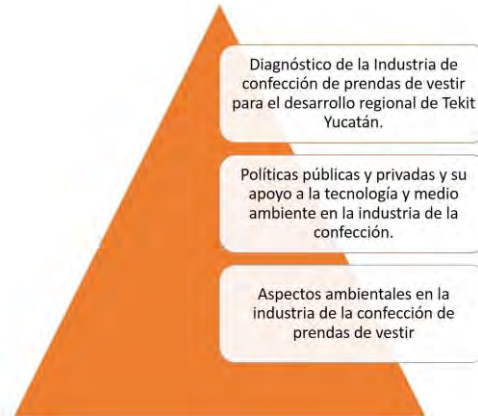 Diagnóstico de la Industria de
confección de prendas de vestir
para el desarrollo regional de Tekit
Yucatán.
Políticas públicas y privadas y su
apoyo a la tecnología y medio
ambiente en la industria de la
confección.
Aspectos ambientales en la
industria de la confección de
prendas de vestir